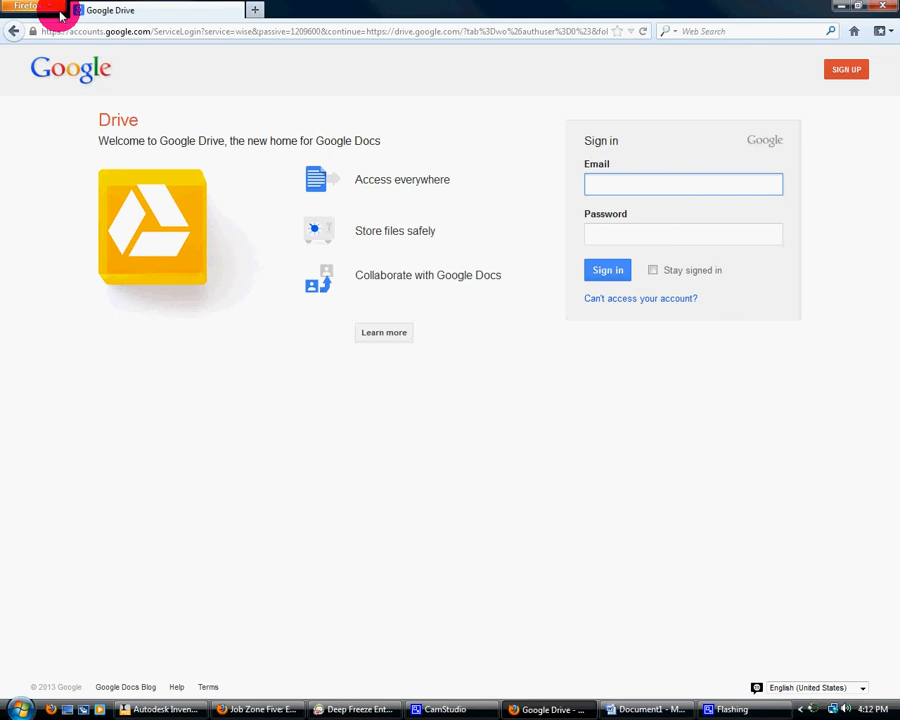 Firefo
Google Drive
https://accounts.google.com/ServiceLogin?service=wise&passive=1209600&continue=https://drive.google.com/?tab%3Dwo%26authuser%3D0%23&fol
Web Search
Google
SIGN UP
Drive
Welcome to Google Drive, the new home for Google Docs
Access everywhere
Store files safely
Collaborate with Google Docs
Learn more
Sign in
Google
Email
Password
Sign in
Stay signed in
Can't access your account?
© 2013 Google
Google Docs Blog
Help
Terms
English (United States)
Autodesk Inven...
Job Zone Five: E...
Deep Freeze Ent...
CamStudio
Google Drive - ...
Document1 - M...
Flashing
4:12 PM